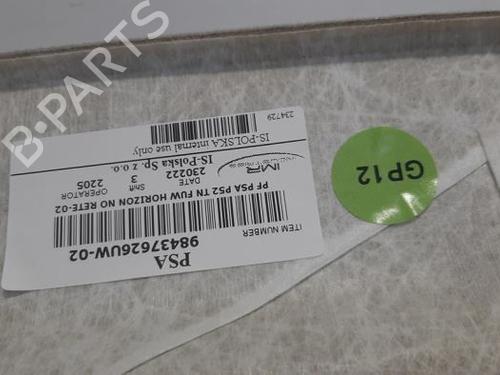 B-PARTS
PSA
98437626UW-02
ITEM NUMBER
PF PSA P52 TN FUW HORIZON NO RETE-02
DATE
230222
Shift
3
OPERATOR
2205
IMR
IS-Polska Sp. z o.o.
IS-POLSKA internal use only
234729
GP12